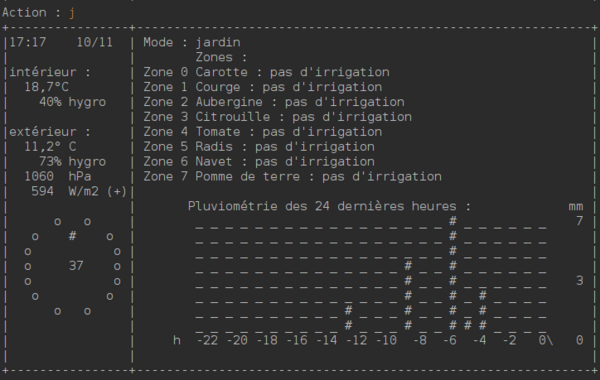 Action : j
17:17 10/11
Mode : jardin
Zones :
intérieur :
Zone 0 Carotte : pas d'irrigation
18,7°C
Zone 1 Courge : pas d'irrigation
40% hygro
Zone 2 Aubergine : pas d'irrigation
Zone 3 Citrouille : pas d'irrigation
extérieur :
Zone 4 Tomate : pas d'irrigation
11,2° C
Zone 5 Radis : pas d'irrigation
73% hygro
Zone 6 Navet : pas d'irrigation
1060 hPa
Zone 7 Pomme de terre : pas d'irrigation
594 W/m2 (+)
Pluviométrie des 24 dernières heures : mm
7
37
3
h -22 -20 -18 -16 -14 -12 -10 -8 -6 -4 -2 0\ 0